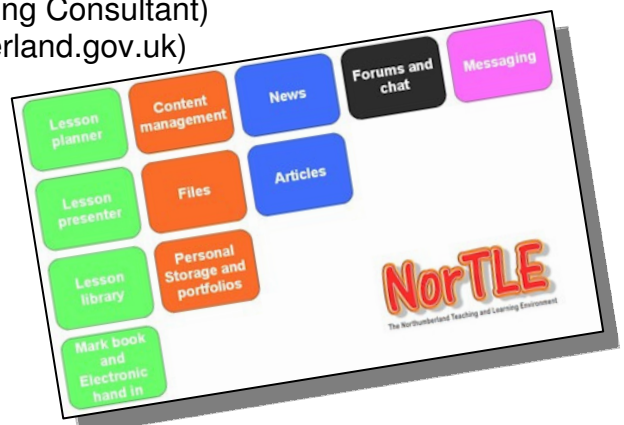 ng Consultant)
erland.gov.uk)
Lesson
planner
Content
management
News
Forums and
chat
Messaging
Lesson
presenter
Files
Articles
Lesson
library
Personal
Storage and
portfolios
Mark book
and
Electronic
hand in
NorTLE
The Northumberland Teaching and Learning Environment